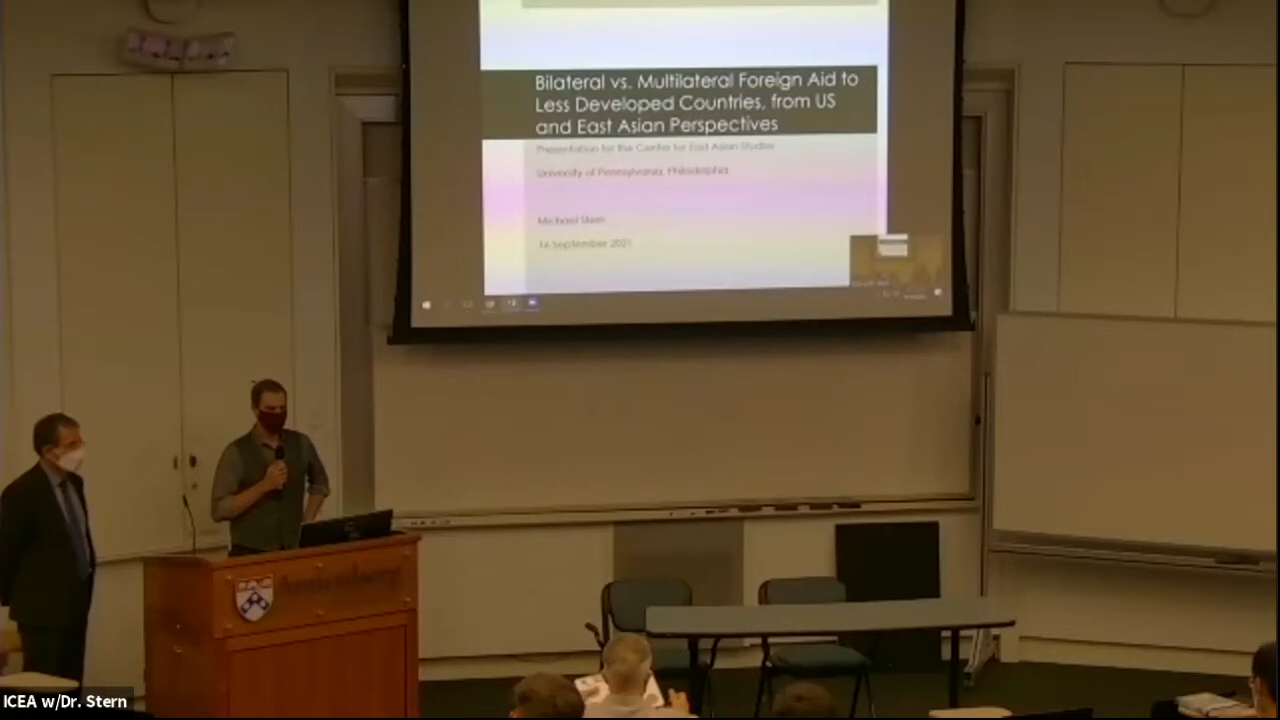 Bilateral vs. Multilateral Foreign Aid to
Less Developed Countries, from US
and East Asian Perspectives
Presentation for the Center for East Asian Studies
University of Pennsylvania, Philadelphia
Michael Stern
16 September 2021
Annenberg
ICEA w/Dr. Stern